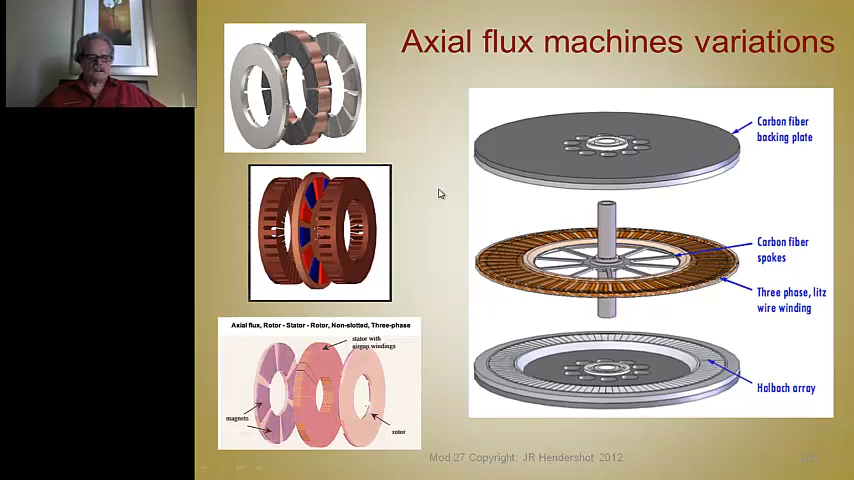 Axial flux machines variations
Carbon fiber
backing plate
Carbon fiber
spokes
Three phase, litz
wire winding
Halbach array
Axial flux, Rotor - Stator - Rotor, Non-slotted, Three-phase
stator with
airgap windings
magnets
rotor
Mod 27 Copyright: JR Hendershot 2012